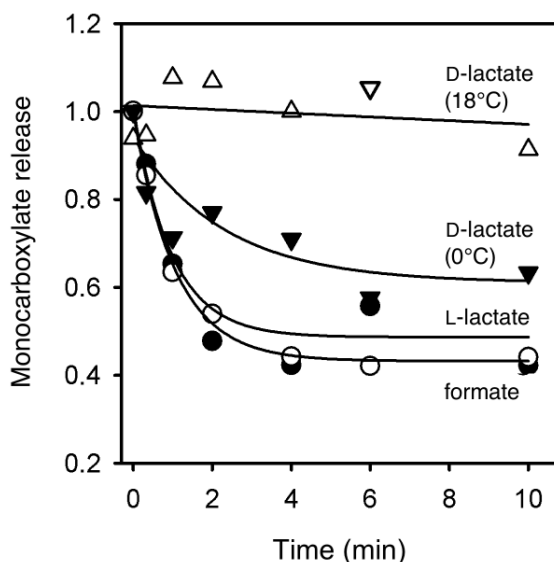 1.2
1.0
0.8
0.6
0.4
0.2
Monocarboxylate release
D-lactate
(18°C)
D-lactate
(0°C)
L-lactate
formate
0 2 4 6 8 10
Time (min)